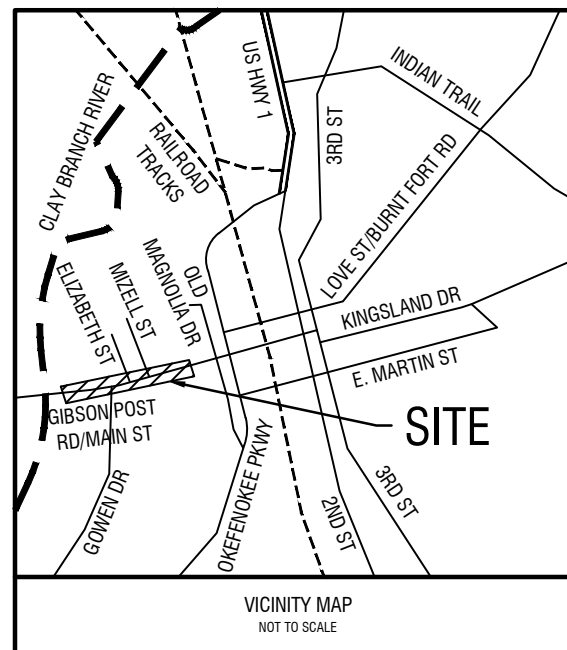 US HWY 1
INDIAN TRAIL
3RD ST
CLAY BRANCH RIVER
RAILROAD
TRACKS
LOVE ST/BURNT FORT RD
OLD
MAGNOLIA DR
MIZELL ST
ELIZABETH ST
KINGSLAND DR
E. MARTIN ST
GIBSON POST
RD/MAIN ST
SITE
GOWEN DR
OKEFENOKEE PKWY
2ND ST
3RD ST
VICINITY MAP
NOT TO SCALE